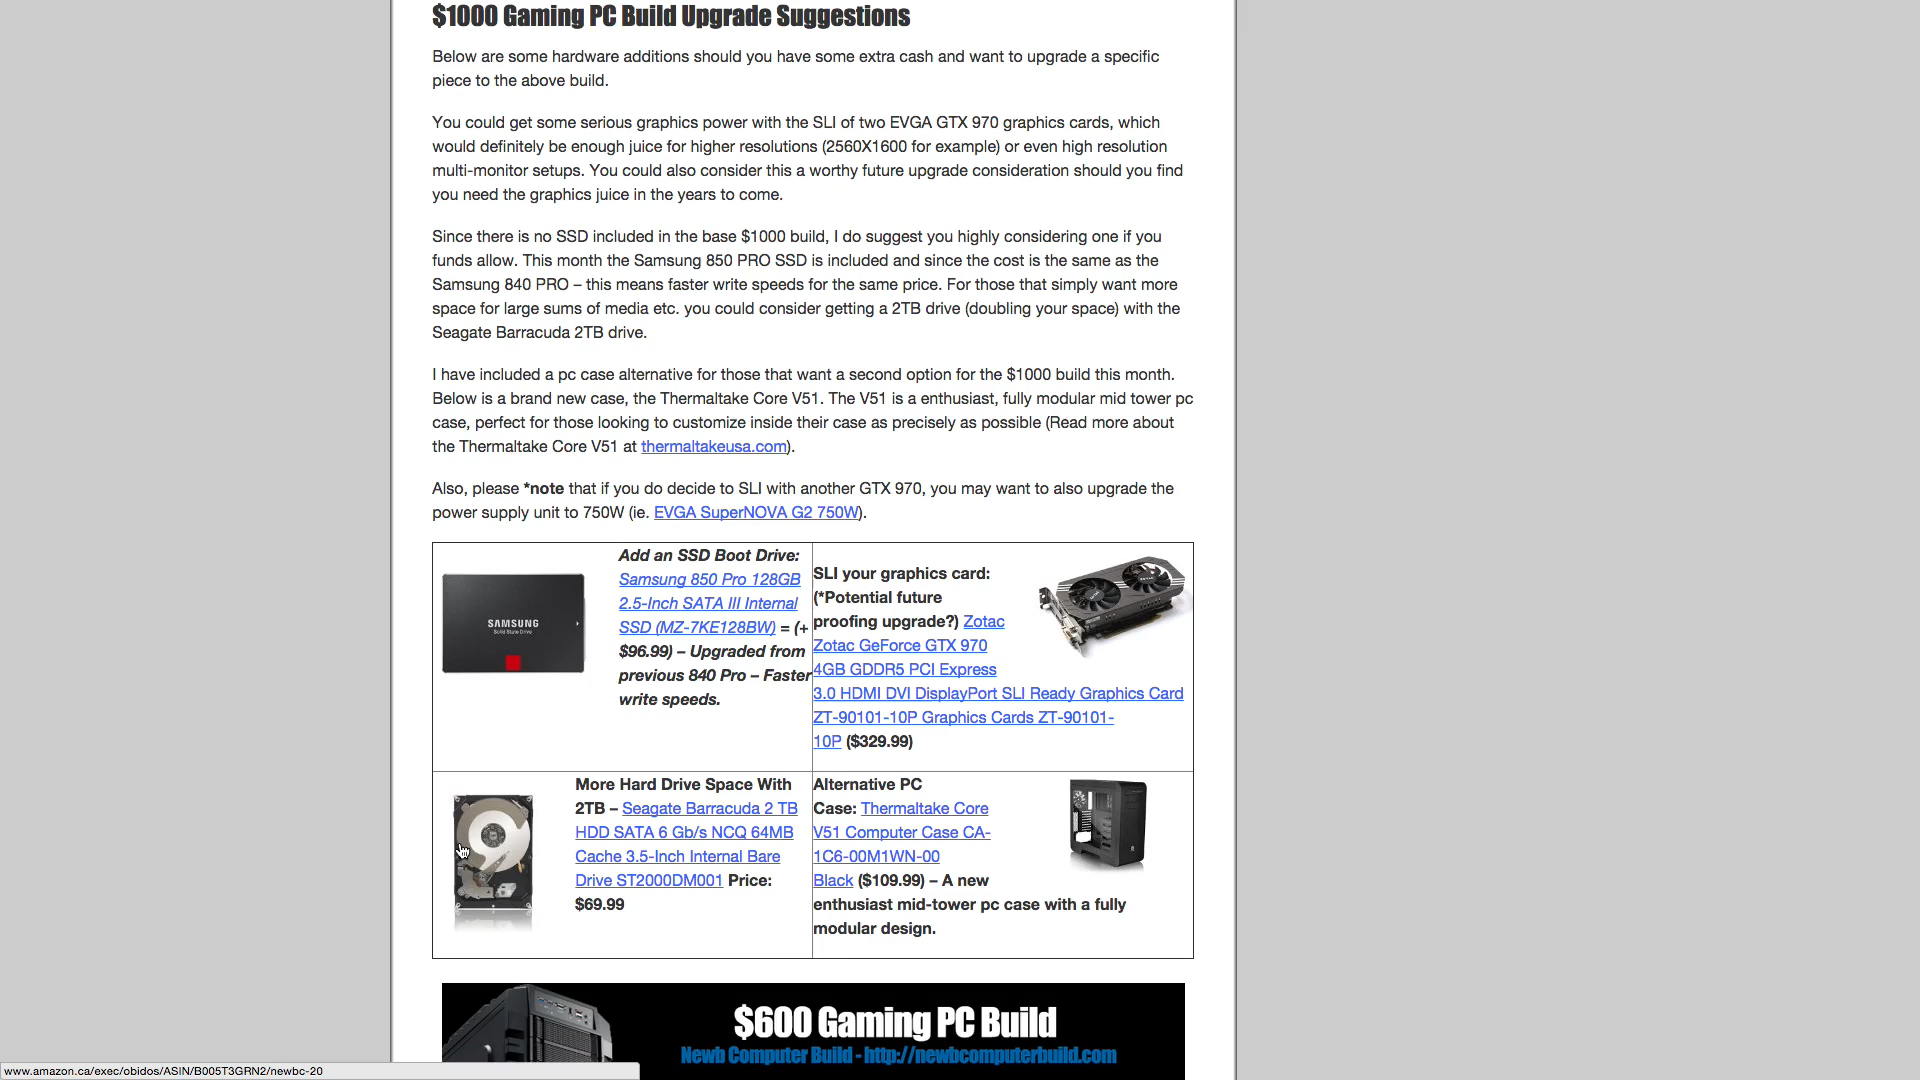 $1000 Gaming PC Build Upgrade Suggestions
Below are some hardware additions should you have some extra cash and want to upgrade a specific
piece to the above build.
You could get some serious graphics power with the SLI of two EVGA GTX 970 graphics cards, which
would definitely be enough juice for higher resolutions (2560X1600 for example) or even high resolution
multi-monitor setups. You could also consider this a worthy future upgrade consideration should you find
you need the graphics juice in the years to come.
Since there is no SSD included in the base $1000 build, I do suggest you highly considering one if you
funds allow. This month the Samsung 850 PRO SSD is included and since the cost is the same as the
Samsung 840 PRO – this means faster write speeds for the same price. For those that simply want more
space for large sums of media etc. you could consider getting a 2TB drive (doubling your space) with the
Seagate Barracuda 2TB drive.
I have included a pc case alternative for those that want a second option for the $1000 build this month.
Below is a brand new case, the Thermaltake Core V51. The V51 is a enthusiast, fully modular mid tower pc
case, perfect for those looking to customize inside their case as precisely as possible (Read more about
the Thermaltake Core V51 at thermaltakeusa.com).
Also, please *note that if you do decide to SLI with another GTX 970, you may want to also upgrade the
power supply unit to 750W (ie. EVGA SuperNOVA G2 750W).
SAMSUNG
Solid State Drive
Add an SSD Boot Drive:
Samsung 850 Pro 128GB
2.5-Inch SATA III Internal
SSD (MZ-7KE128BW) = (+
$96.99) – Upgraded from
previous 840 Pro – Faster
write speeds.
SLI your graphics card:
(*Potential future
proofing upgrade?) Zotac
Zotac GeForce GTX 970
4GB GDDR5 PCI Express
3.0 HDMI DVI DisplayPort SLI Ready Graphics Card
ZT-90101-10P Graphics Cards ZT-90101-
10P ($329.99)
More Hard Drive Space With
2TB – Seagate Barracuda 2 TB
HDD SATA 6 Gb/s NCQ 64MB
Cache 3.5-Inch Internal Bare
Drive ST2000DM001 Price:
$69.99
Alternative PC
Case: Thermaltake Core
V51 Computer Case CA-
1C6-00M1WN-00
Black ($109.99) – A new
enthusiast mid-tower pc case with a fully
modular design.
$600 Gaming PC Build
Newb Computer Build - http://newbcomputerbuild.com
www.amazon.ca/exec/obidos/ASIN/B005T3GRN2/newbc-20